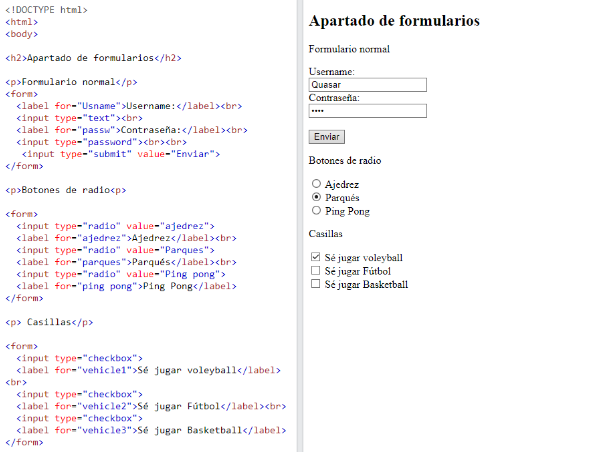 <!DOCTYPE html>
<html>
<body>
<h2>Apartado de formularios</h2>
<p>Formulario normal</p>
<form>
<label for="Usname">Username:</label><br>
<input type="text"><br>
<label for="passw">Contraseña:</label><br>
<input type="password"><br><br>
<input type="submit" value="Enviar">
</form>
<p>Botones de radio<p>
<form>
<input type="radio" value="ajedrez">
<label for="ajedrez">Ajedrez</label><br>
<input type="radio" value="Parques">
<label for="parques">Parqués</label><br>
<input type="radio" value="Ping pong">
<label for="ping pong">Ping Pong</label>
</form>
<p> Casillas</p>
<form>
<input type="checkbox">
<label for="vehicle1">Sé jugar voleyball</label>
<br>
<input type="checkbox">
<label for="vehicle2">Sé jugar Fútbol</label><br>
<input type="checkbox">
<label for="vehicle3">Sé jugar Basketball</label>
</form>
Apartado de formularios
Formulario normal
Username:
Quasar
Contraseña:
••••
Enviar
Botones de radio
Ajedrez
Parqués
Ping Pong
Casillas
Sé jugar voleyball
Sé jugar Fútbol
Sé jugar Basketball